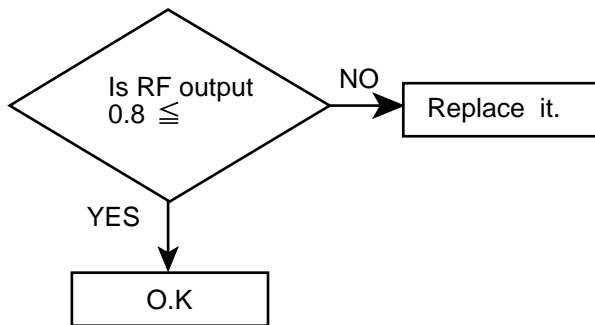 Is RF output
0.8 ≦
NO
Replace it.
YES
O.K